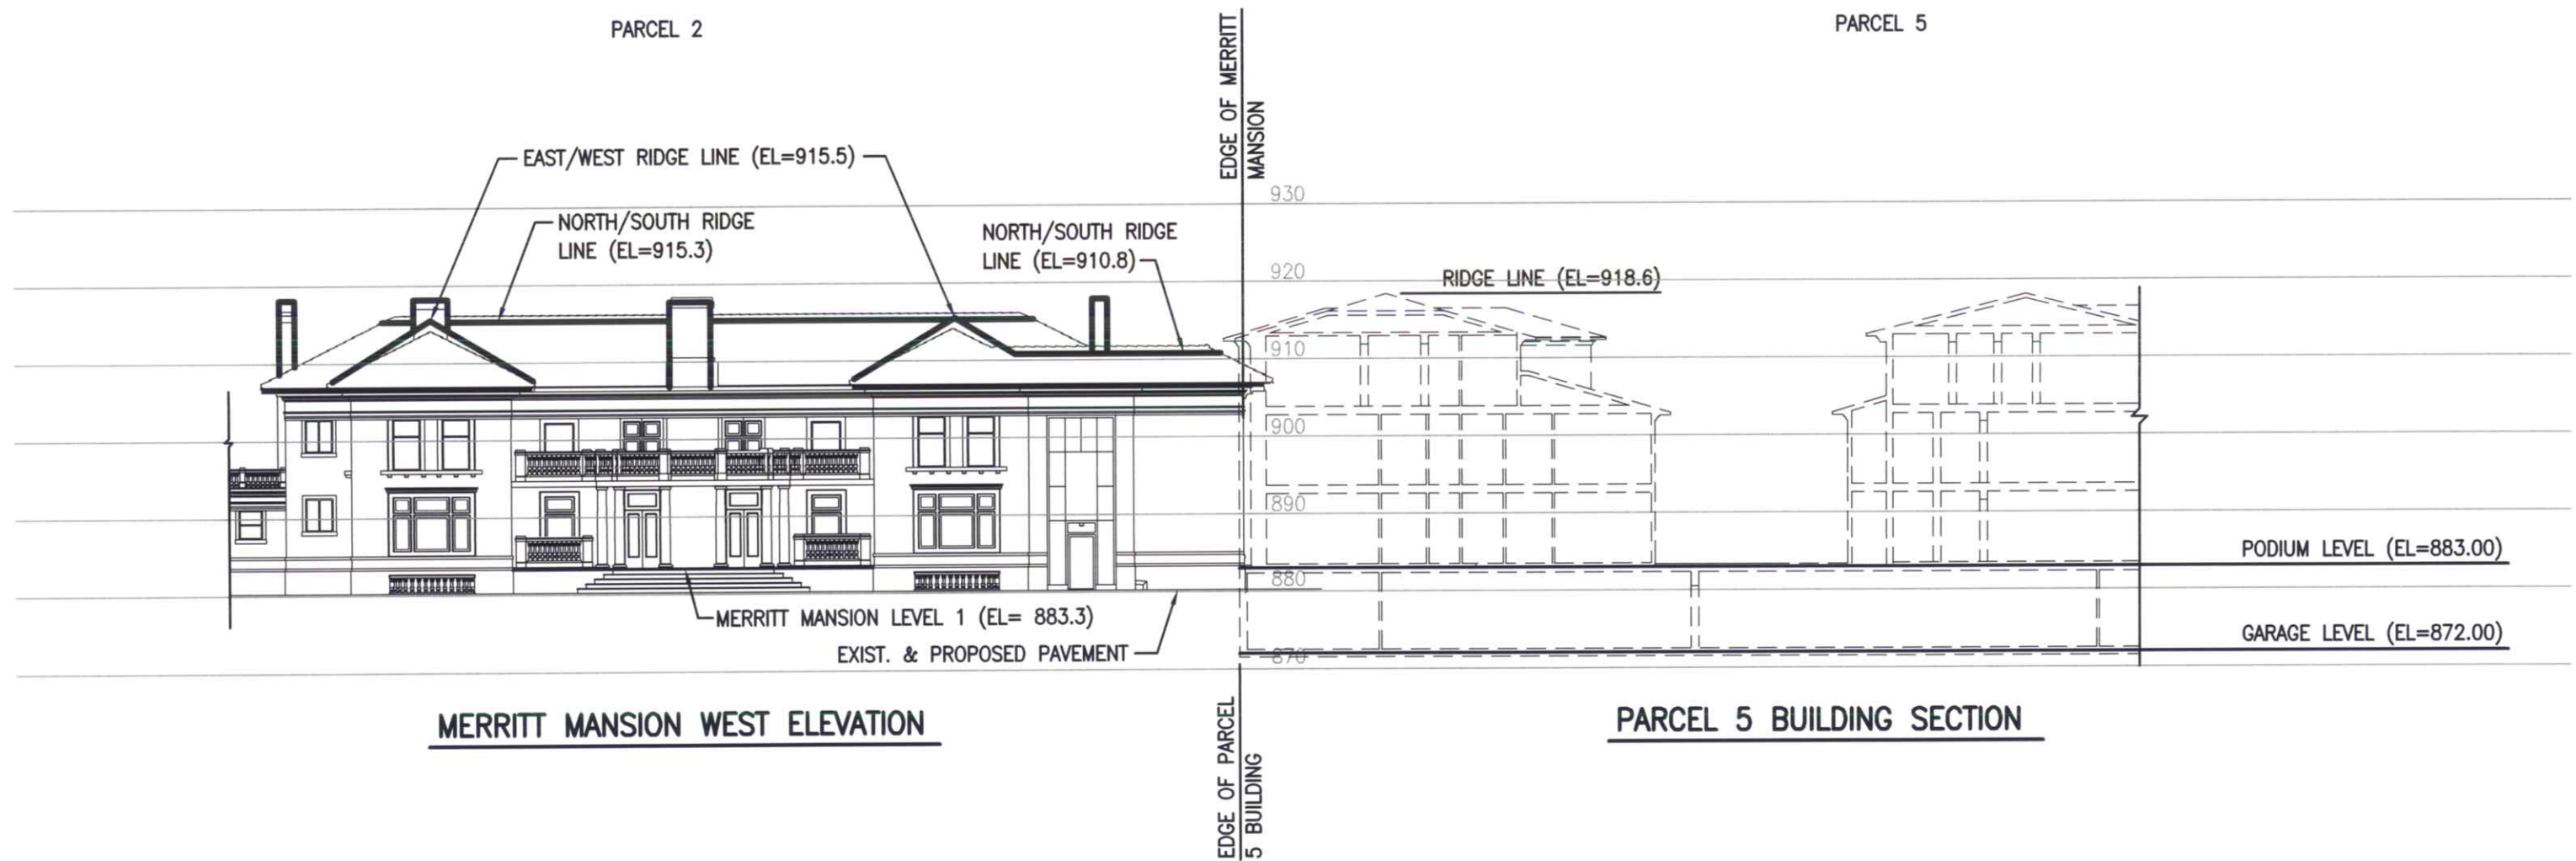 PARCEL 2
PARCEL 5
EDGE OF MERRITT
MANSION
EAST/WEST RIDGE LINE (EL=915.5)
NORTH/SOUTH RIDGE
LINE (EL=915.3)
NORTH/SOUTH RIDGE
LINE (EL=910.8)
930
920
RIDGE LINE (EL=918.6)
910
900
890
880
870
PODIUM LEVEL (EL=883.00)
GARAGE LEVEL (EL=872.00)
MERRITT MANSION LEVEL 1 (EL= 883.3)
EXIST. & PROPOSED PAVEMENT
MERRITT MANSION WEST ELEVATION
PARCEL 5 BUILDING SECTION
EDGE OF PARCEL
5 BUILDING